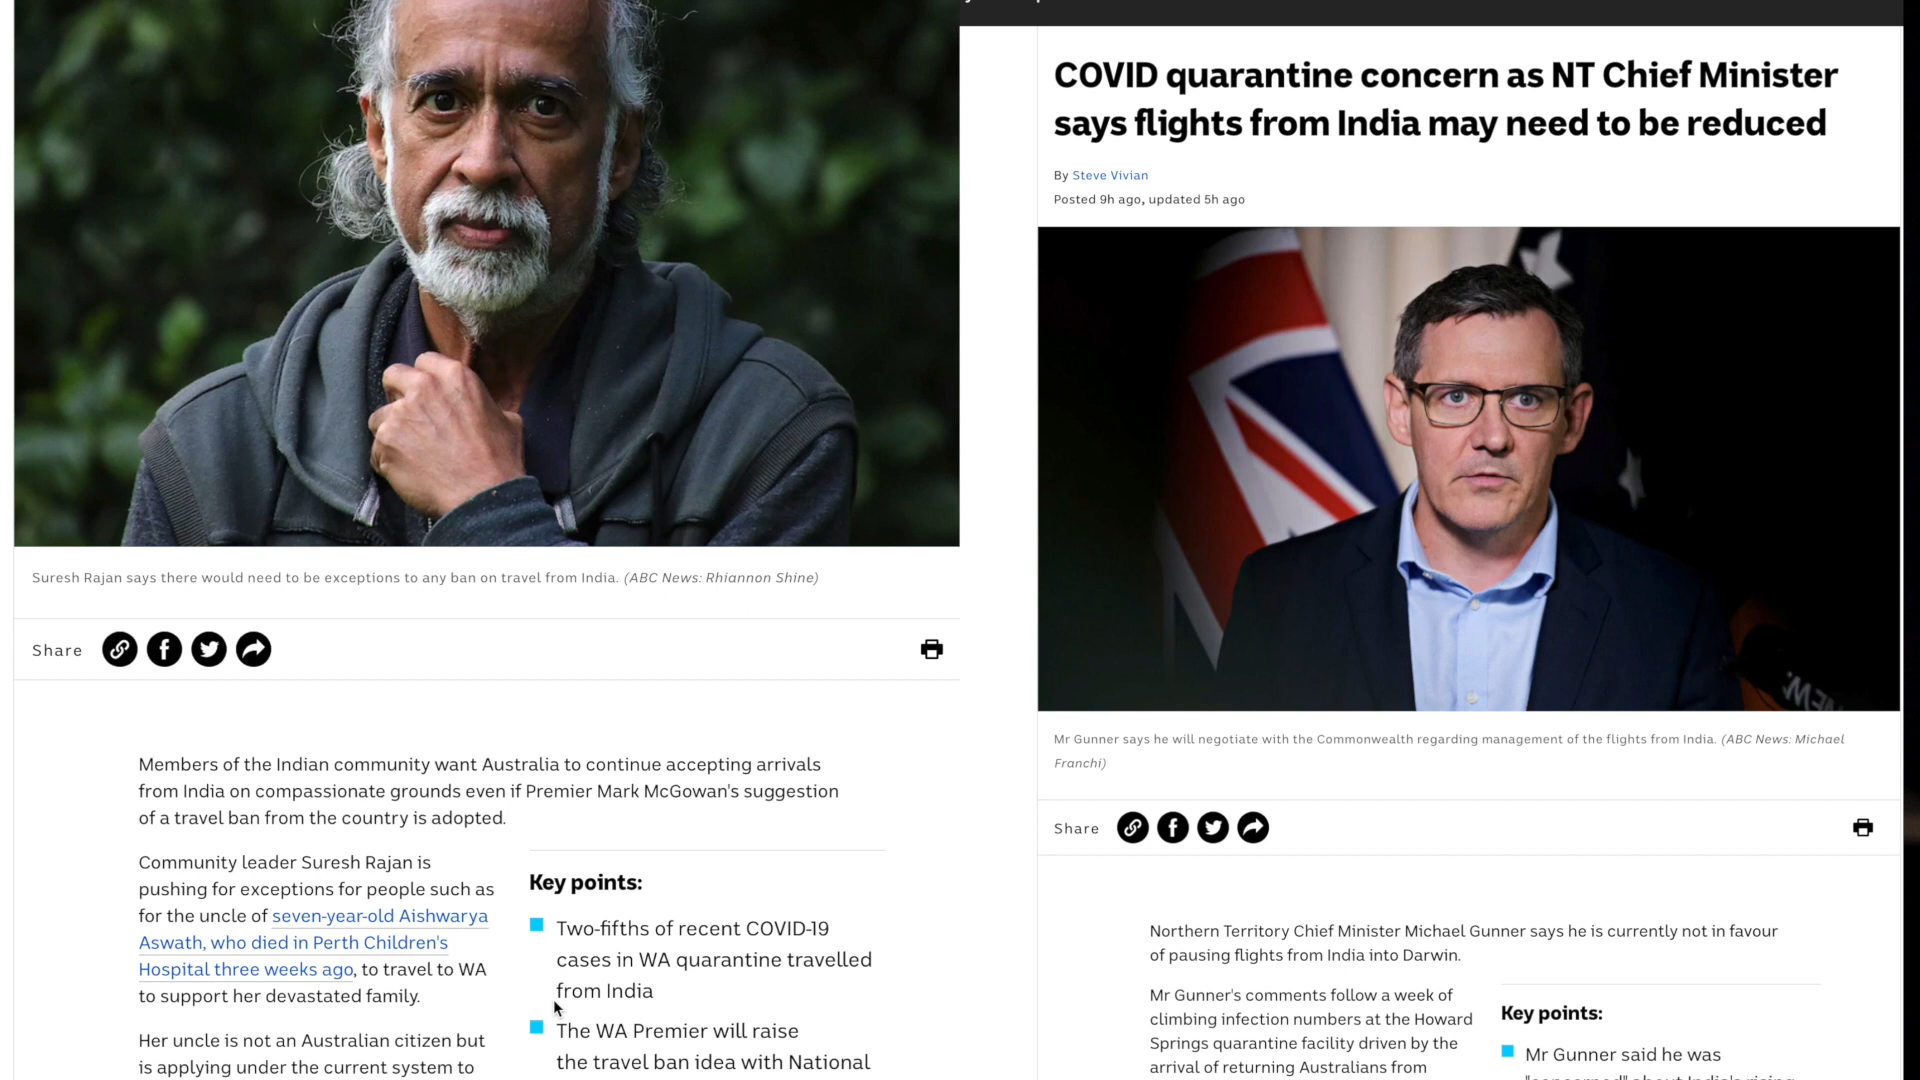 Suresh Rajan says there would need to be exceptions to any ban on travel from India. (ABC News: Rhiannon Shine)
Share
Members of the Indian community want Australia to continue accepting arrivals
from India on compassionate grounds even if Premier Mark McGowan's suggestion
of a travel ban from the country is adopted.
Community leader Suresh Rajan is
pushing for exceptions for people such as
for the uncle of seven-year-old Aishwarya
Aswath, who died in Perth Children's
Hospital three weeks ago, to travel to WA
to support her devastated family.
Her uncle is not an Australian citizen but
is applying under the current system to
Key points:
Two-fifths of recent COVID-19
cases in WA quarantine travelled
from India
The WA Premier will raise
the travel ban idea with National
COVID quarantine concern as NT Chief Minister
says flights from India may need to be reduced
By Steve Vivian
Posted 9h ago, updated 5h ago
Mr Gunner says he will negotiate with the Commonwealth regarding management of the flights from India. (ABC News: Michael
Franchi)
Share
Northern Territory Chief Minister Michael Gunner says he is currently not in favour
of pausing flights from India into Darwin.
Mr Gunner's comments follow a week of
climbing infection numbers at the Howard
Springs quarantine facility driven by the
arrival of returning Australians from
Key points:
Mr Gunner said he was
"concerned" about India's rising